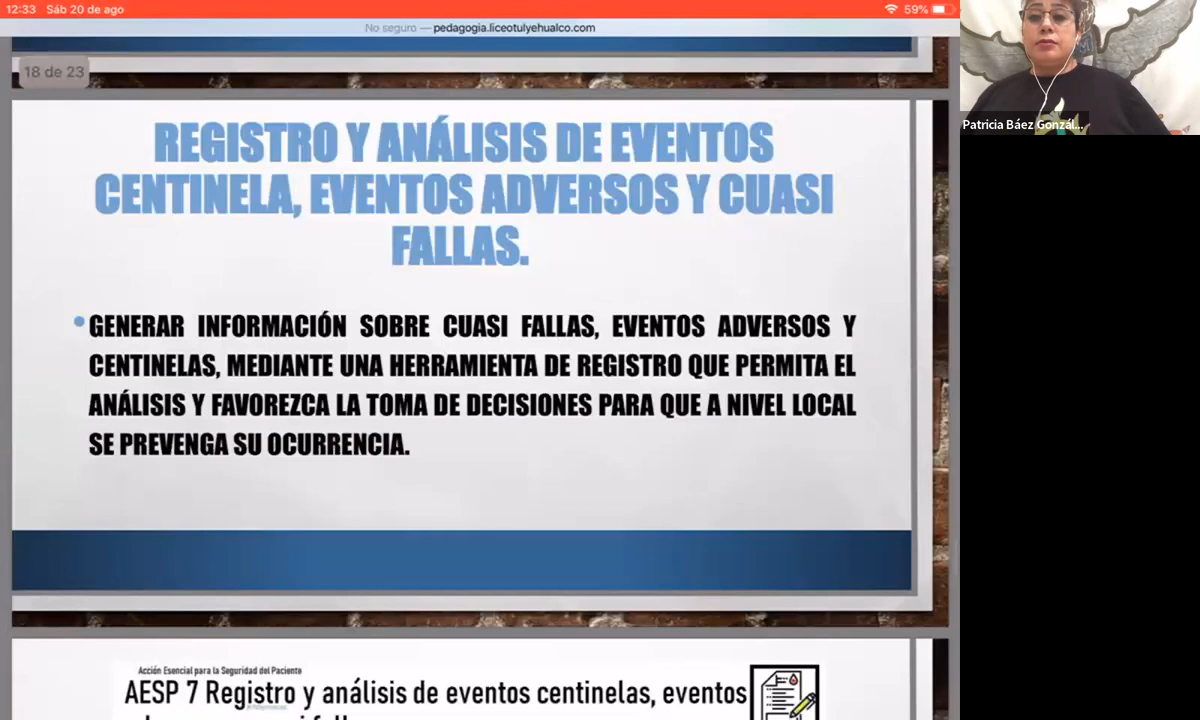 12:33 Sáb 20 de ago
59%
No seguro — pedagogia.liceotulyehualco.com
18 de 23
REGISTRO Y ANÁLISIS DE EVENTOS
CENTINELA, EVENTOS ADVERSOS Y CUASI
FALLAS.
• GENERAR INFORMACIÓN SOBRE CUASI FALLAS, EVENTOS ADVERSOS Y
CENTINELAS, MEDIANTE UNA HERRAMIENTA DE REGISTRO QUE PERMITA EL
ANÁLISIS Y FAVOREZCA LA TOMA DE DECISIONES PARA QUE A NIVEL LOCAL
SE PREVENGA SU OCURRENCIA.
Acción Esencial para la Seguridad del Paciente
AESP 7 Registro y análisis de eventos centinelas, eventos
Patricia Báez Gonzál...